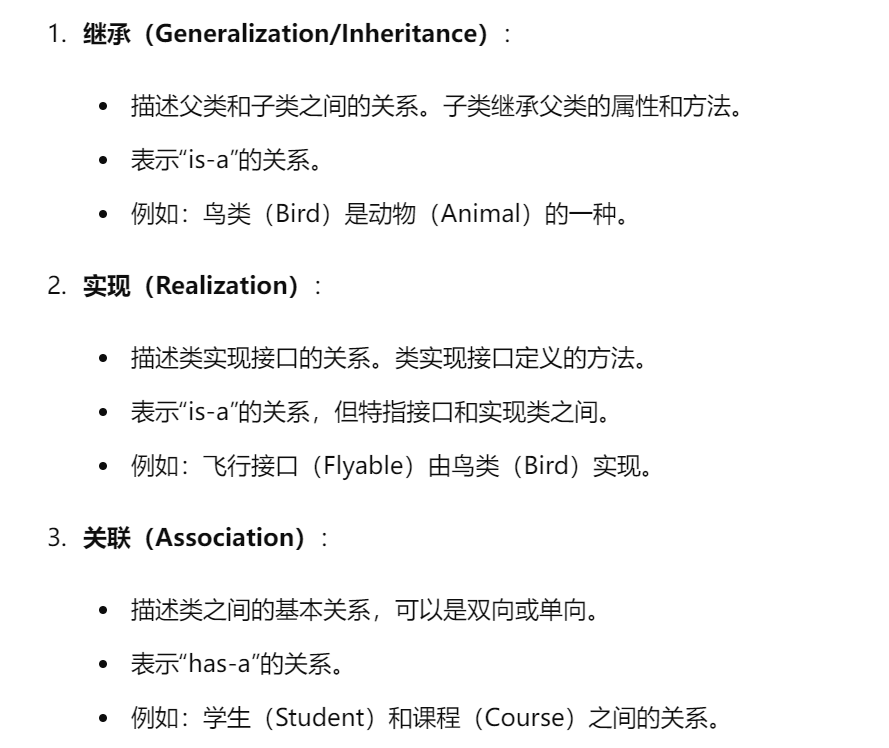 1. 继承（Generalization/Inheritance）:
• 描述父类和子类之间的关系。子类继承父类的属性和方法。
• 表示“is-a”的关系。
• 例如：鸟类（Bird）是动物（Animal）的一种。
2. 实现（Realization）:
• 描述类实现接口的关系。类实现接口定义的方法。
• 表示“is-a”的关系，但特指接口和实现类之间。
• 例如：飞行接口（Flyable）由鸟类（Bird）实现。
3. 关联（Association）:
• 描述类之间的基本关系，可以是双向或单向。
• 表示“has-a”的关系。
• 例如：学生（Student）和课程（Course）之间的关系。